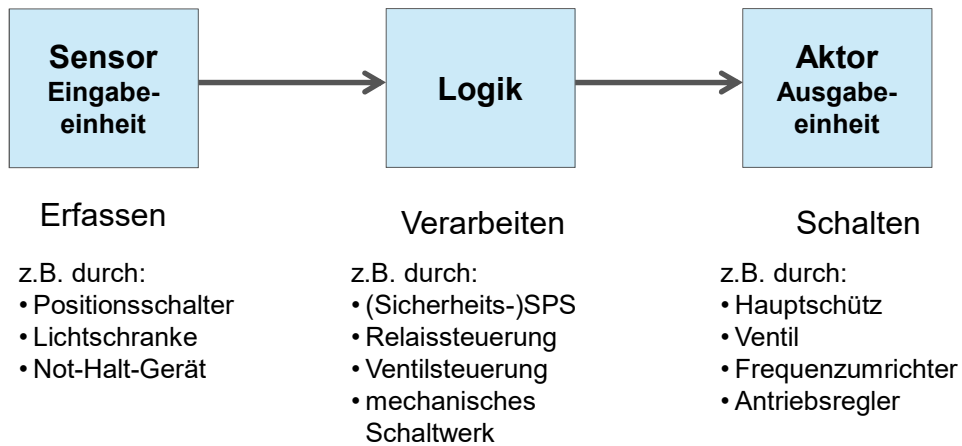 Sensor
Eingabe-
einheit
Logik
Aktor
Ausgabe-
einheit
Erfassen
z.B. durch:
• Positionsschalter
• Lichtschranke
• Not-Halt-Gerät
Verarbeiten
z.B. durch:
• (Sicherheits-)SPS
• Relaissteuerung
• Ventilsteuerung
• mechanisches
Schaltwerk
Schalten
z.B. durch:
• Hauptschütz
• Ventil
• Frequenzumrichter
• Antriebsregler